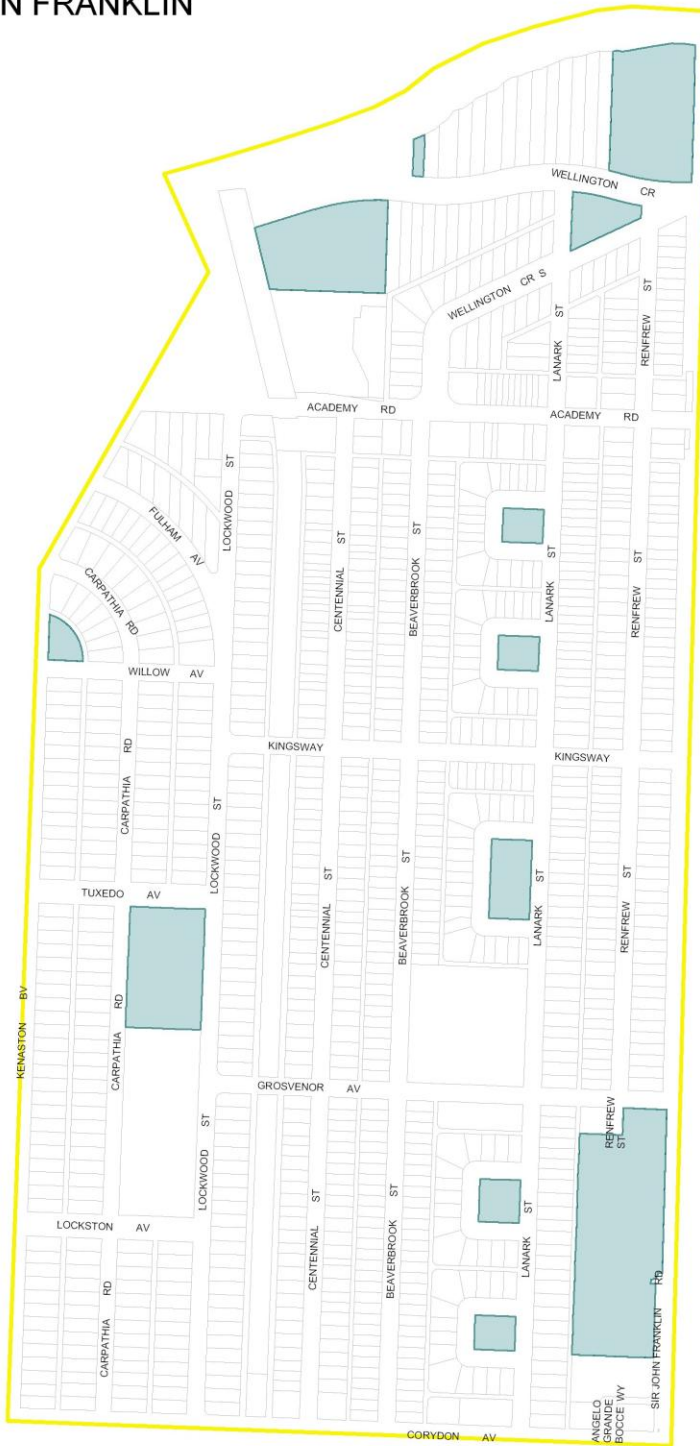 N FRANKLIN
WELLINGTON CR
WELLINGTON CR S
LANARK ST
RENFREW ST
ACADEMY RD
ACADEMY RD
LOCKWOOD ST
FULHAM AV
CARPATHIA RD
CENTENNIAL ST
BEAVERBROOK ST
LANARK ST
RENFREW ST
WILLOW AV
KINGSWAY
KINGSWAY
CARPATHIA RD
LOCKWOOD ST
CENTENNIAL ST
BEAVERBROOK ST
LANARK ST
RENFREW ST
TUXEDO AV
KENASTON BV
CARPATHIA RD
GROSVENOR AV
LOCKWOOD ST
RENFREW
ST
CENTENNIAL ST
BEAVERBROOK ST
LANARK ST
LOCKSTON AV
CARPATHIA RD
SIR JOHN FRANKLIN RD
ANGELO
GRANDE
BOCCE WY
CORYDON AV